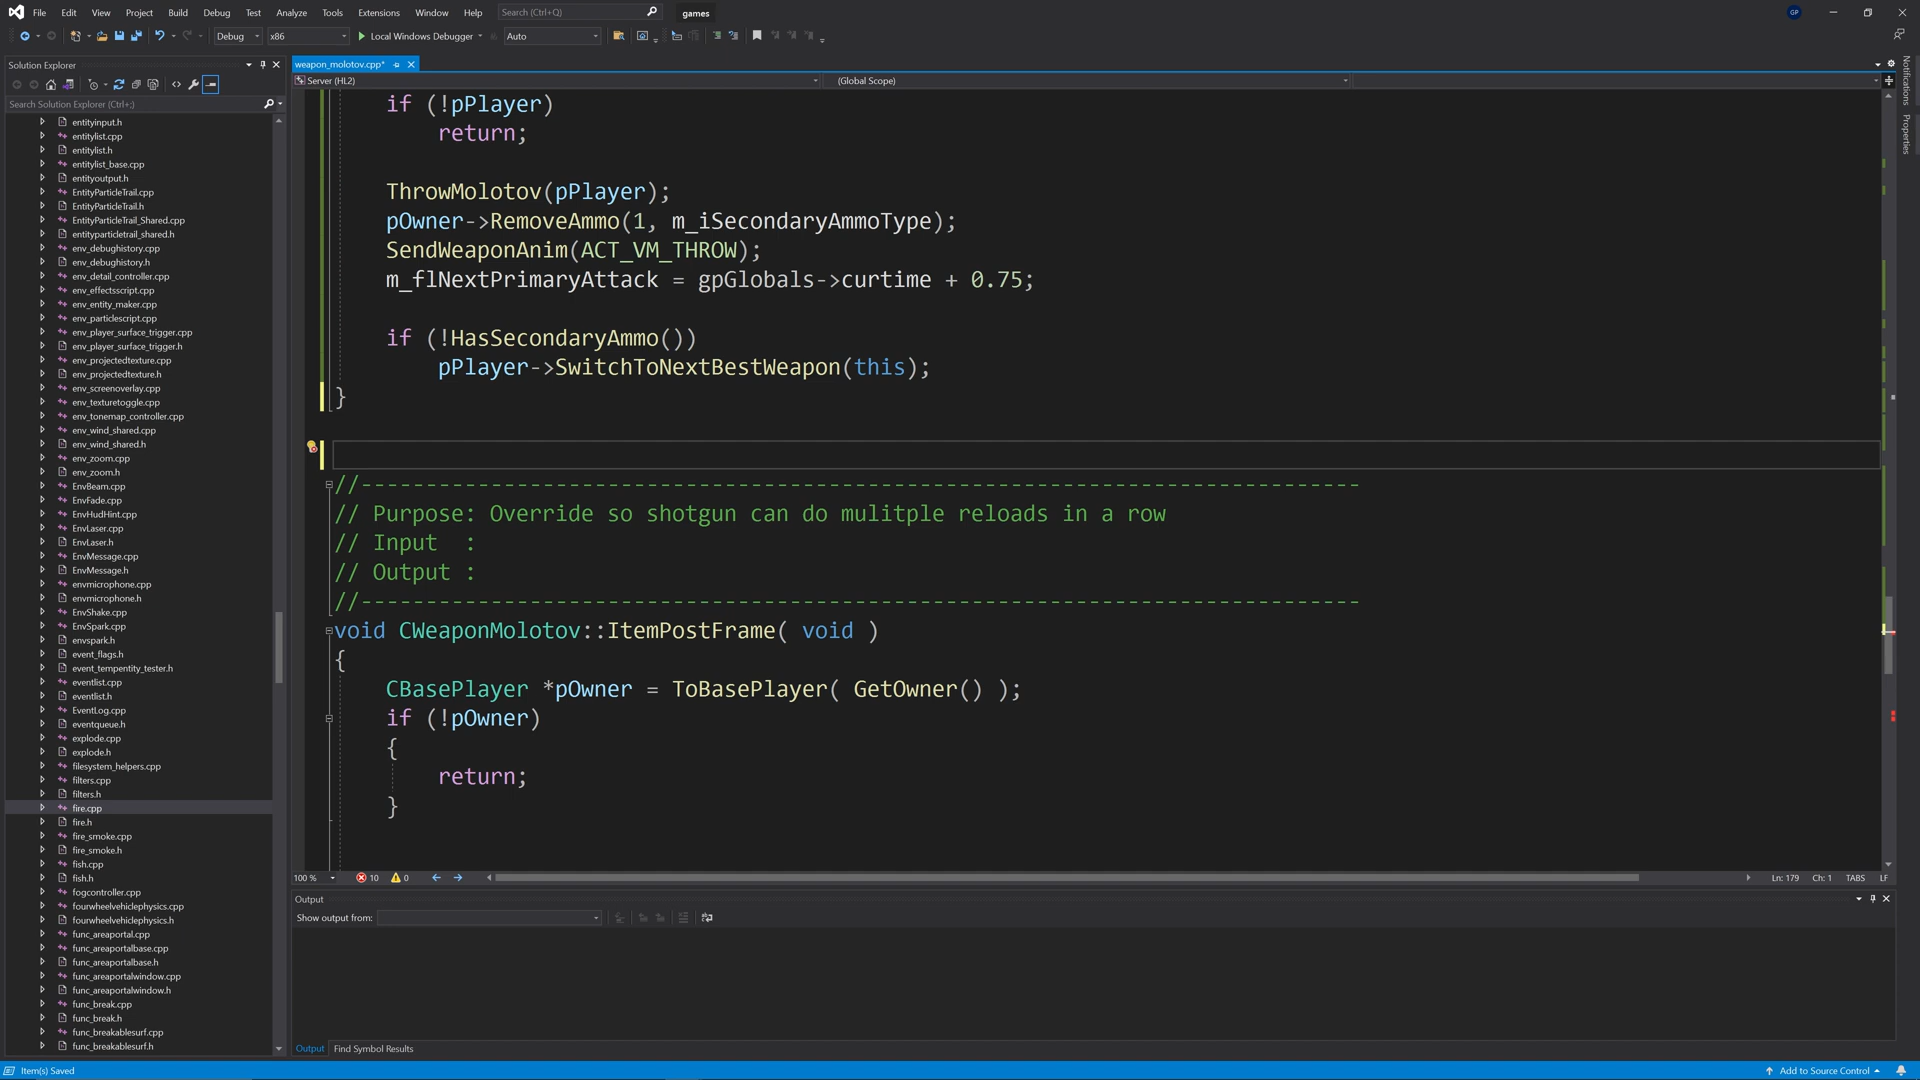 File Edit View Project Build Debug Test Analyze Tools Extensions Window Help Search (Ctrl+Q) games GP
Debug x86 Local Windows Debugger Auto
Solution Explorer
Search Solution Explorer (Ctrl+;)
entityinput.h
entitylist.cpp
entitylist.h
entitylist_base.cpp
entityoutput.h
EntityParticleTrail.cpp
EntityParticleTrail.h
EntityParticleTrail_Shared.cpp
entityparticletrail_shared.h
env_debughistory.cpp
env_debughistory.h
env_detail_controller.cpp
env_effectsscript.cpp
env_entity_maker.cpp
env_particlescript.cpp
env_player_surface_trigger.cpp
env_player_surface_trigger.h
env_projectedtexture.cpp
env_projectedtexture.h
env_screenoverlay.cpp
env_texturetoggle.cpp
env_tonemap_controller.cpp
env_wind_shared.cpp
env_wind_shared.h
env_zoom.cpp
env_zoom.h
EnvBeam.cpp
EnvFade.cpp
EnvHudHint.cpp
EnvLaser.cpp
EnvLaser.h
EnvMessage.cpp
EnvMessage.h
envmicrophone.cpp
envmicrophone.h
EnvShake.cpp
EnvSpark.cpp
envspark.h
event_flags.h
event_tempentity_tester.h
eventlist.cpp
eventlist.h
EventLog.cpp
eventqueue.h
explode.cpp
explode.h
filesystem_helpers.cpp
filters.cpp
filters.h
fire.cpp
fire.h
fire_smoke.cpp
fire_smoke.h
fish.cpp
fish.h
fogcontroller.cpp
fourwheelvehiclephysics.cpp
fourwheelvehiclephysics.h
func_areaportal.cpp
func_areaportalbase.cpp
func_areaportalbase.h
func_areaportalwindow.cpp
func_areaportalwindow.h
func_break.cpp
func_break.h
func_breakablesurf.cpp
func_breakablesurf.h
weapon_molotov.cpp*
Server (HL2) (Global Scope)
if (!pPlayer)
return;
ThrowMolotov(pPlayer);
pOwner->RemoveAmmo(1, m_iSecondaryAmmoType);
SendWeaponAnim(ACT_VM_THROW);
m_flNextPrimaryAttack = gpGlobals->curtime + 0.75;
if (!HasSecondaryAmmo())
pPlayer->SwitchToNextBestWeapon(this);
}
//-----------------------------------------------------------------------------
// Purpose: Override so shotgun can do mulitple reloads in a row
// Input  :
// Output :
//-----------------------------------------------------------------------------
void CWeaponMolotov::ItemPostFrame( void )
{
CBasePlayer *pOwner = ToBasePlayer( GetOwner() );
if (!pOwner)
{
return;
}
100 % 10 0 Ln: 179 Ch: 1 TABS LF
Output
Show output from:
Output Find Symbol Results
Notifications
Properties
Item(s) Saved Add to Source Control